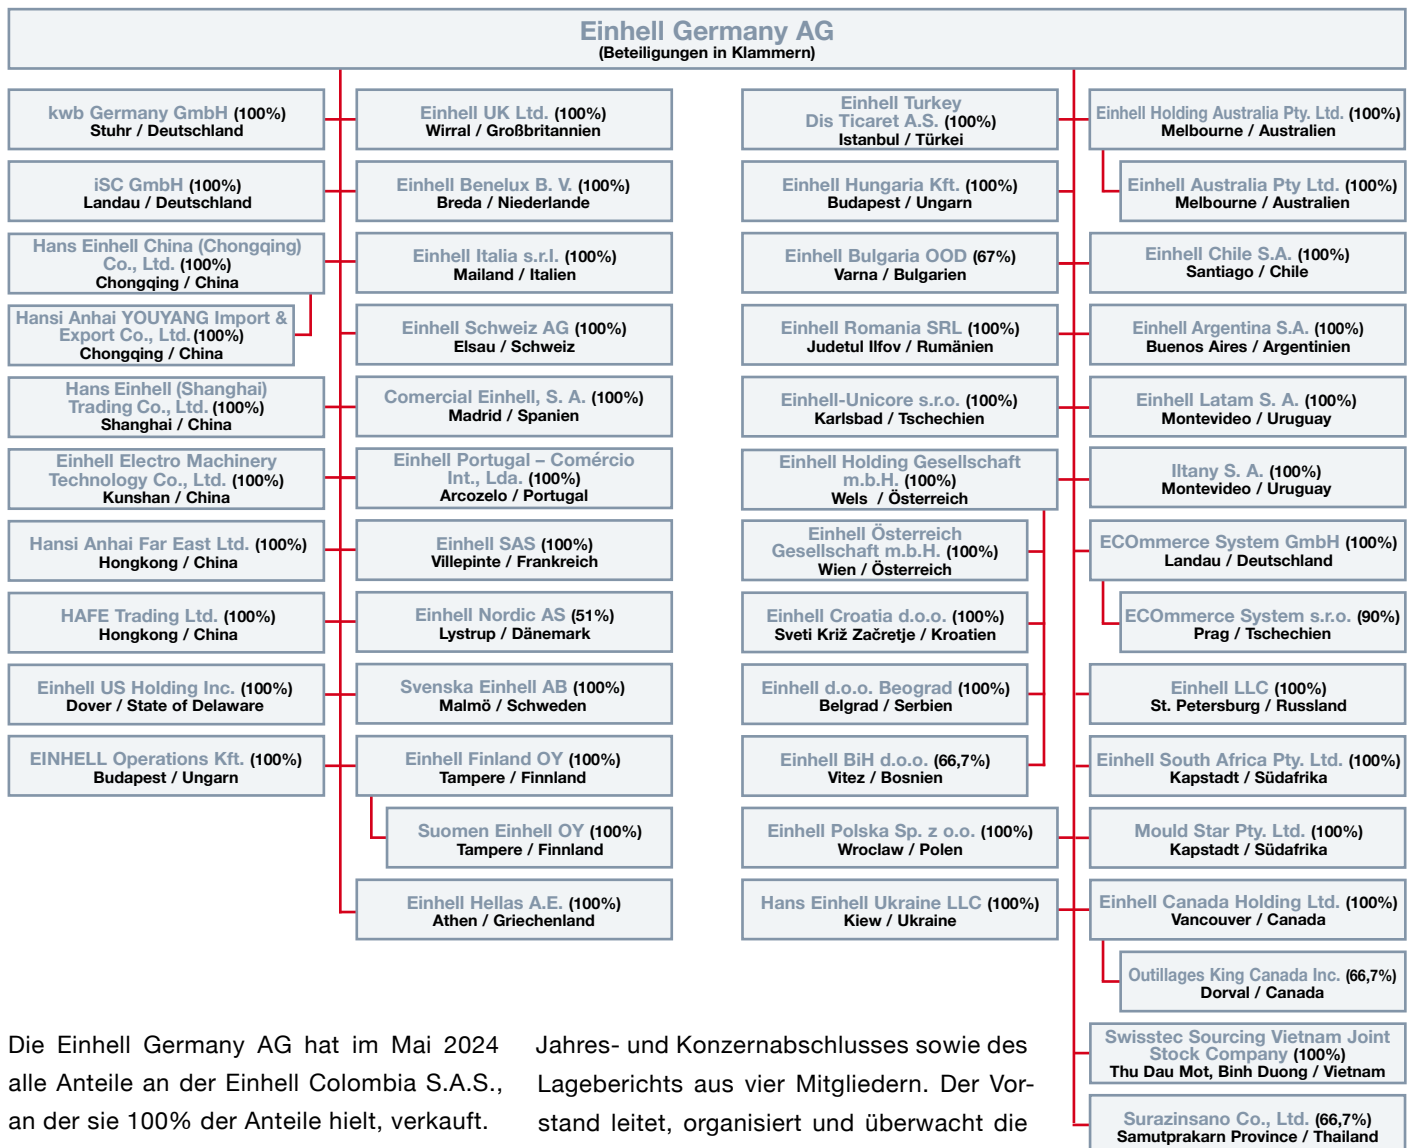 Einhell Germany AG
(Beteiligungen in Klammern)
kwb Germany GmbH (100%)
Stuhr / Deutschland
iSC GmbH (100%)
Landau / Deutschland
Hans Einhell China (Chongqing)
Co., Ltd. (100%)
Chongqing / China
Hansi Anhai YOUYANG Import &
Export Co., Ltd. (100%)
Chongqing / China
Hans Einhell (Shanghai)
Trading Co., Ltd. (100%)
Shanghai / China
Einhell Electro Machinery
Technology Co., Ltd. (100%)
Kunshan / China
Hansi Anhai Far East Ltd. (100%)
Hongkong / China
HAFE Trading Ltd. (100%)
Hongkong / China
Einhell US Holding Inc. (100%)
Dover / State of Delaware
EINHELL Operations Kft. (100%)
Budapest / Ungarn
Einhell UK Ltd. (100%)
Wirral / Großbritannien
Einhell Benelux B. V. (100%)
Breda / Niederlande
Einhell Italia s.r.l. (100%)
Mailand / Italien
Einhell Schweiz AG (100%)
Elsau / Schweiz
Comercial Einhell, S. A. (100%)
Madrid / Spanien
Einhell Portugal – Comércio
Int., Lda. (100%)
Arcozelo / Portugal
Einhell SAS (100%)
Villepinte / Frankreich
Einhell Nordic AS (51%)
Lystrup / Dänemark
Svenska Einhell AB (100%)
Malmö / Schweden
Einhell Finland OY (100%)
Tampere / Finnland
Suomen Einhell OY (100%)
Tampere / Finnland
Einhell Hellas A.E. (100%)
Athen / Griechenland
Einhell Turkey
Dis Ticaret A.S. (100%)
Istanbul / Türkei
Einhell Hungaria Kft. (100%)
Budapest / Ungarn
Einhell Bulgaria OOD (67%)
Varna / Bulgarien
Einhell Romania SRL (100%)
Judetul Ilfov / Rumänien
Einhell-Unicore s.r.o. (100%)
Karlsbad / Tschechien
Einhell Holding Gesellschaft
m.b.H. (100%)
Wels / Österreich
Einhell Österreich
Gesellschaft m.b.H. (100%)
Wien / Österreich
Einhell Croatia d.o.o. (100%)
Sveti Križ Začretje / Kroatien
Einhell d.o.o. Beograd (100%)
Belgrad / Serbien
Einhell BiH d.o.o. (66,7%)
Vitez / Bosnien
Einhell Polska Sp. z o.o. (100%)
Wroclaw / Polen
Hans Einhell Ukraine LLC (100%)
Kiew / Ukraine
Einhell Holding Australia Pty. Ltd. (100%)
Melbourne / Australien
Einhell Australia Pty Ltd. (100%)
Melbourne / Australien
Einhell Chile S.A. (100%)
Santiago / Chile
Einhell Argentina S.A. (100%)
Buenos Aires / Argentinien
Einhell Latam S. A. (100%)
Montevideo / Uruguay
Iltany S. A. (100%)
Montevideo / Uruguay
ECOmmerce System GmbH (100%)
Landau / Deutschland
ECOmmerce System s.r.o. (90%)
Prag / Tschechien
Einhell LLC (100%)
St. Petersburg / Russland
Einhell South Africa Pty. Ltd. (100%)
Kapstadt / Südafrika
Mould Star Pty. Ltd. (100%)
Kapstadt / Südafrika
Einhell Canada Holding Ltd. (100%)
Vancouver / Canada
Outillages King Canada Inc. (66,7%)
Dorval / Canada
Swisstec Sourcing Vietnam Joint
Stock Company (100%)
Thu Dau Mot, Binh Duong / Vietnam
Surazinsano Co., Ltd. (66,7%)
Samutprakarn Province / Thailand
Die Einhell Germany AG hat im Mai 2024
alle Anteile an der Einhell Colombia S.A.S.,
an der sie 100% der Anteile hielt, verkauft.
Jahres- und Konzernabschlusses sowie des
Lageberichts aus vier Mitgliedern. Der Vor-
stand leitet, organisiert und überwacht die